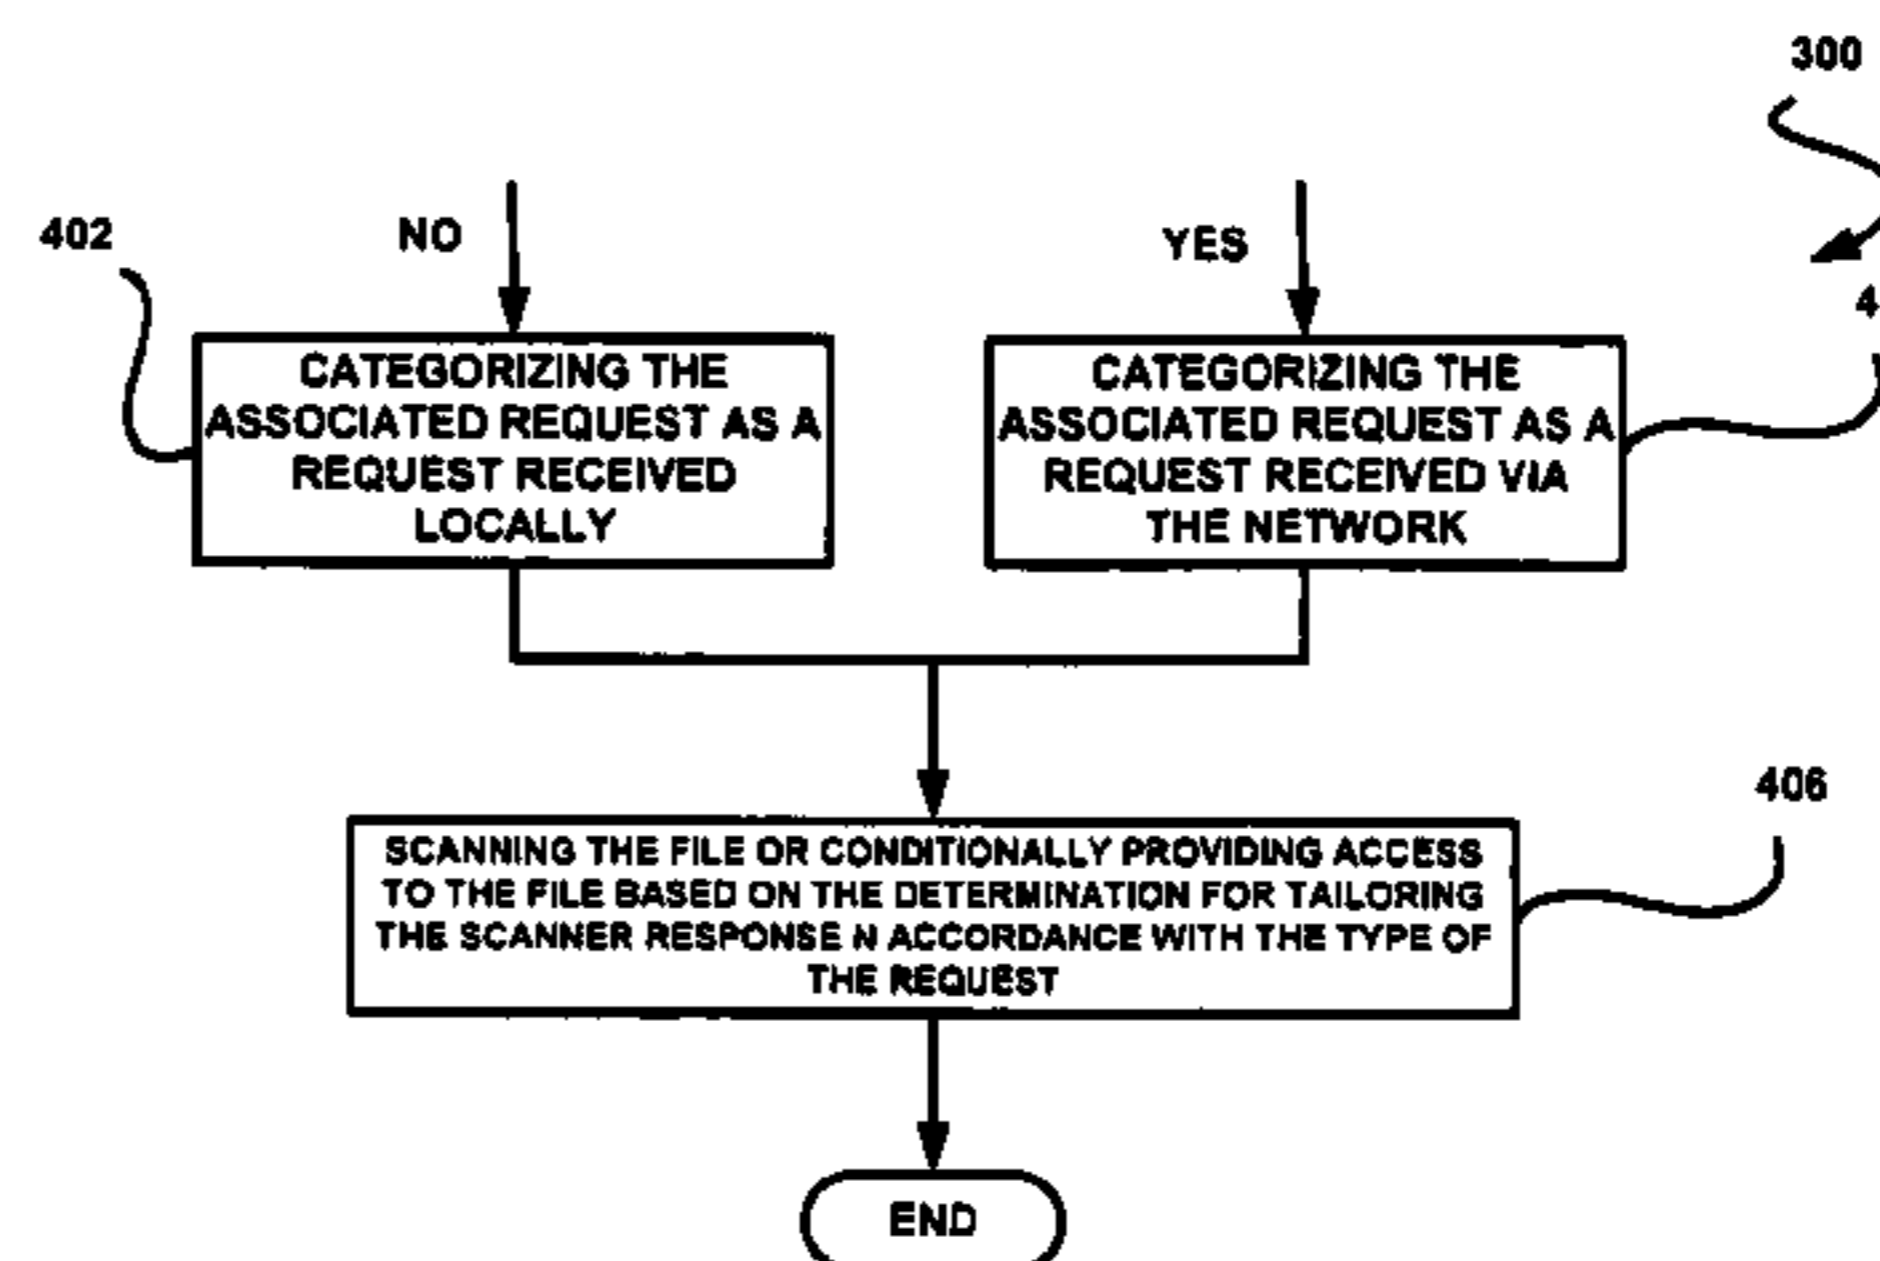 300
402
NO
YES
4
CATEGORIZING THE
ASSOCIATED REQUEST AS A
REQUEST RECEIVED
LOCALLY
CATEGORIZING THE
ASSOCIATED REQUEST AS A
REQUEST RECEIVED VIA
THE NETWORK
406
SCANNING THE FILE OR CONDITIONALLY PROVIDING ACCESS
TO THE FILE BASED ON THE DETERMINATION FOR TAILORING
THE SCANNER RESPONSE N ACCORDANCE WITH THE TYPE OF
THE REQUEST
END